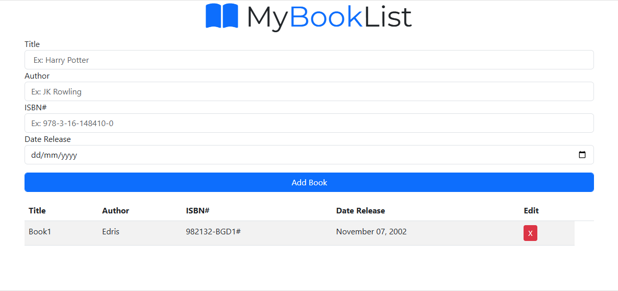 MyBookList
Title
Ex: Harry Potter
Author
Ex: JK Rowling
ISBN#
Ex: 978-3-16-148410-0
Date Release
dd/mm/yyyy
Add Book
Title Author ISBN# Date Release Edit
Book1 Edris 982132-BGD1# November 07, 2002 X